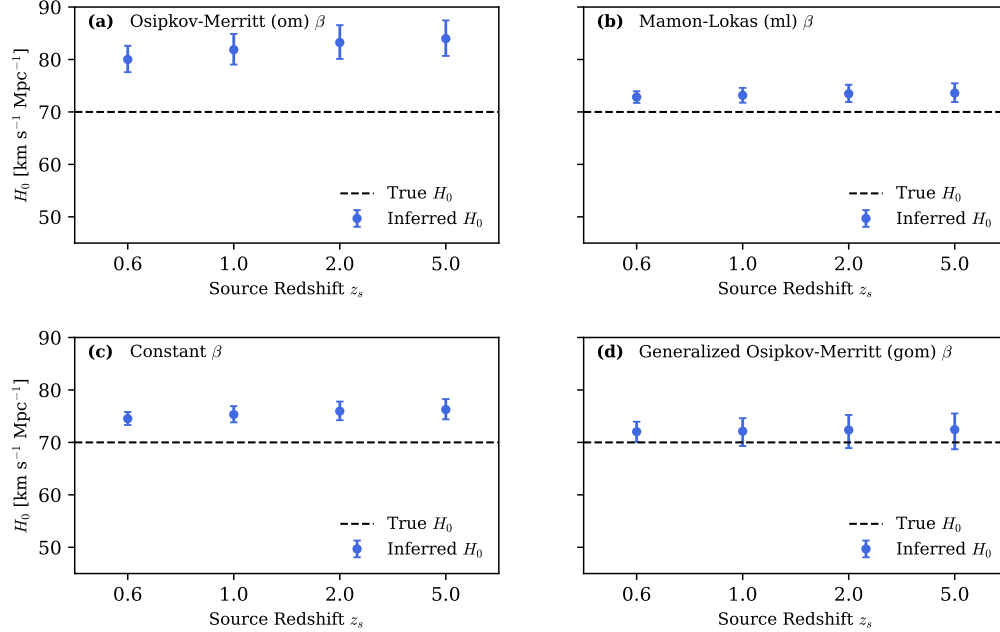 (a) Osipkov-Merritt (om) β
90
80
70
60
50
H₀ [km s⁻¹ Mpc⁻¹]
True H₀
Inferred H₀
0.6 1.0 2.0 5.0
Source Redshift zₛ
(b) Mamon-Lokas (ml) β
True H₀
Inferred H₀
0.6 1.0 2.0 5.0
Source Redshift zₛ
(c) Constant β
90
80
70
60
50
H₀ [km s⁻¹ Mpc⁻¹]
True H₀
Inferred H₀
0.6 1.0 2.0 5.0
Source Redshift zₛ
(d) Generalized Osipkov-Merritt (gom) β
True H₀
Inferred H₀
0.6 1.0 2.0 5.0
Source Redshift zₛ